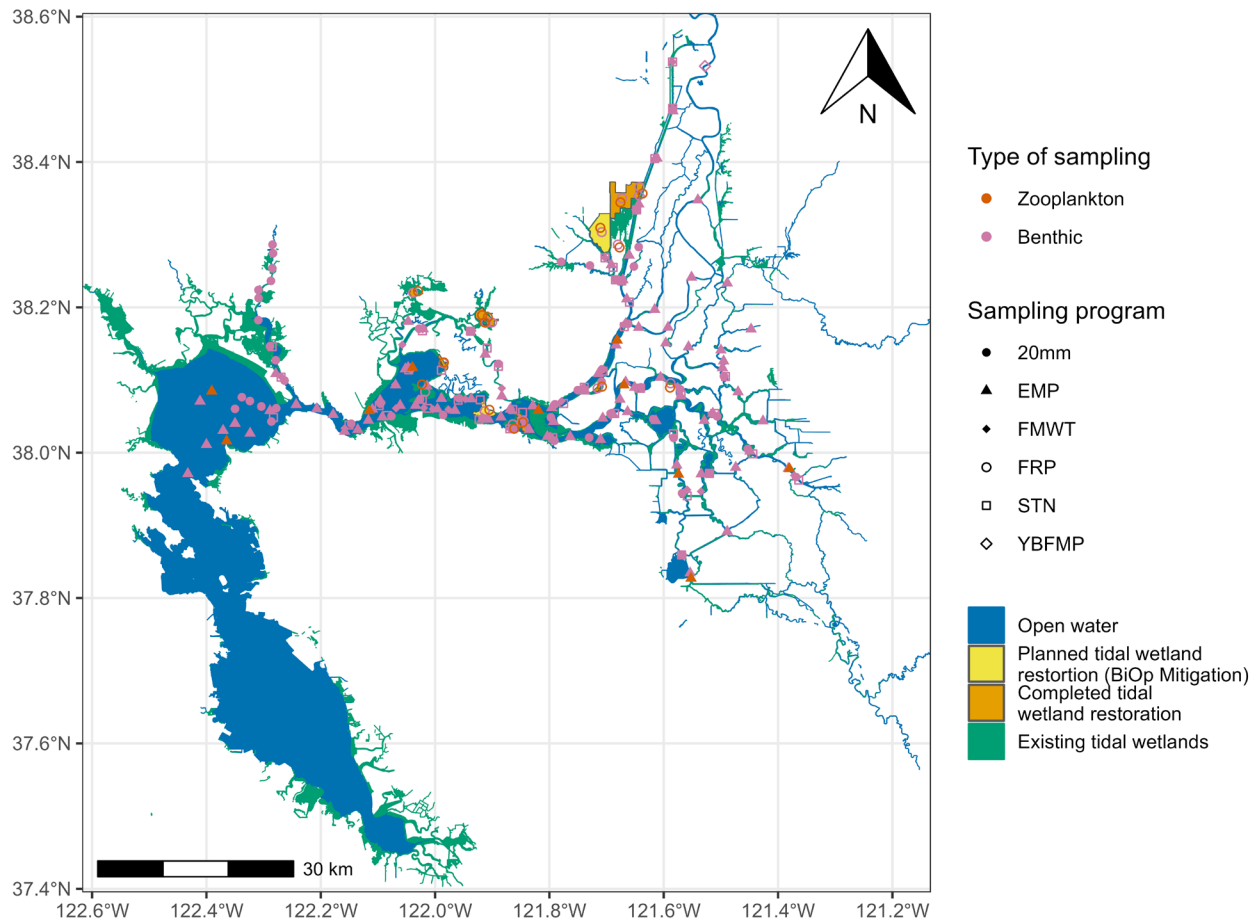 38.6°N
38.4°N
38.2°N
38.0°N
37.8°N
37.6°N
37.4°N
122.6°W
122.4°W
122.2°W
122.0°W
121.8°W
121.6°W
121.4°W
121.2°W
N
30 km
Type of sampling
Zooplankton
Benthic
Sampling program
20mm
EMP
FMWT
FRP
STN
YBFMP
Open water
Planned tidal wetland
restortion (BiOp Mitigation)
Completed tidal
wetland restoration
Existing tidal wetlands